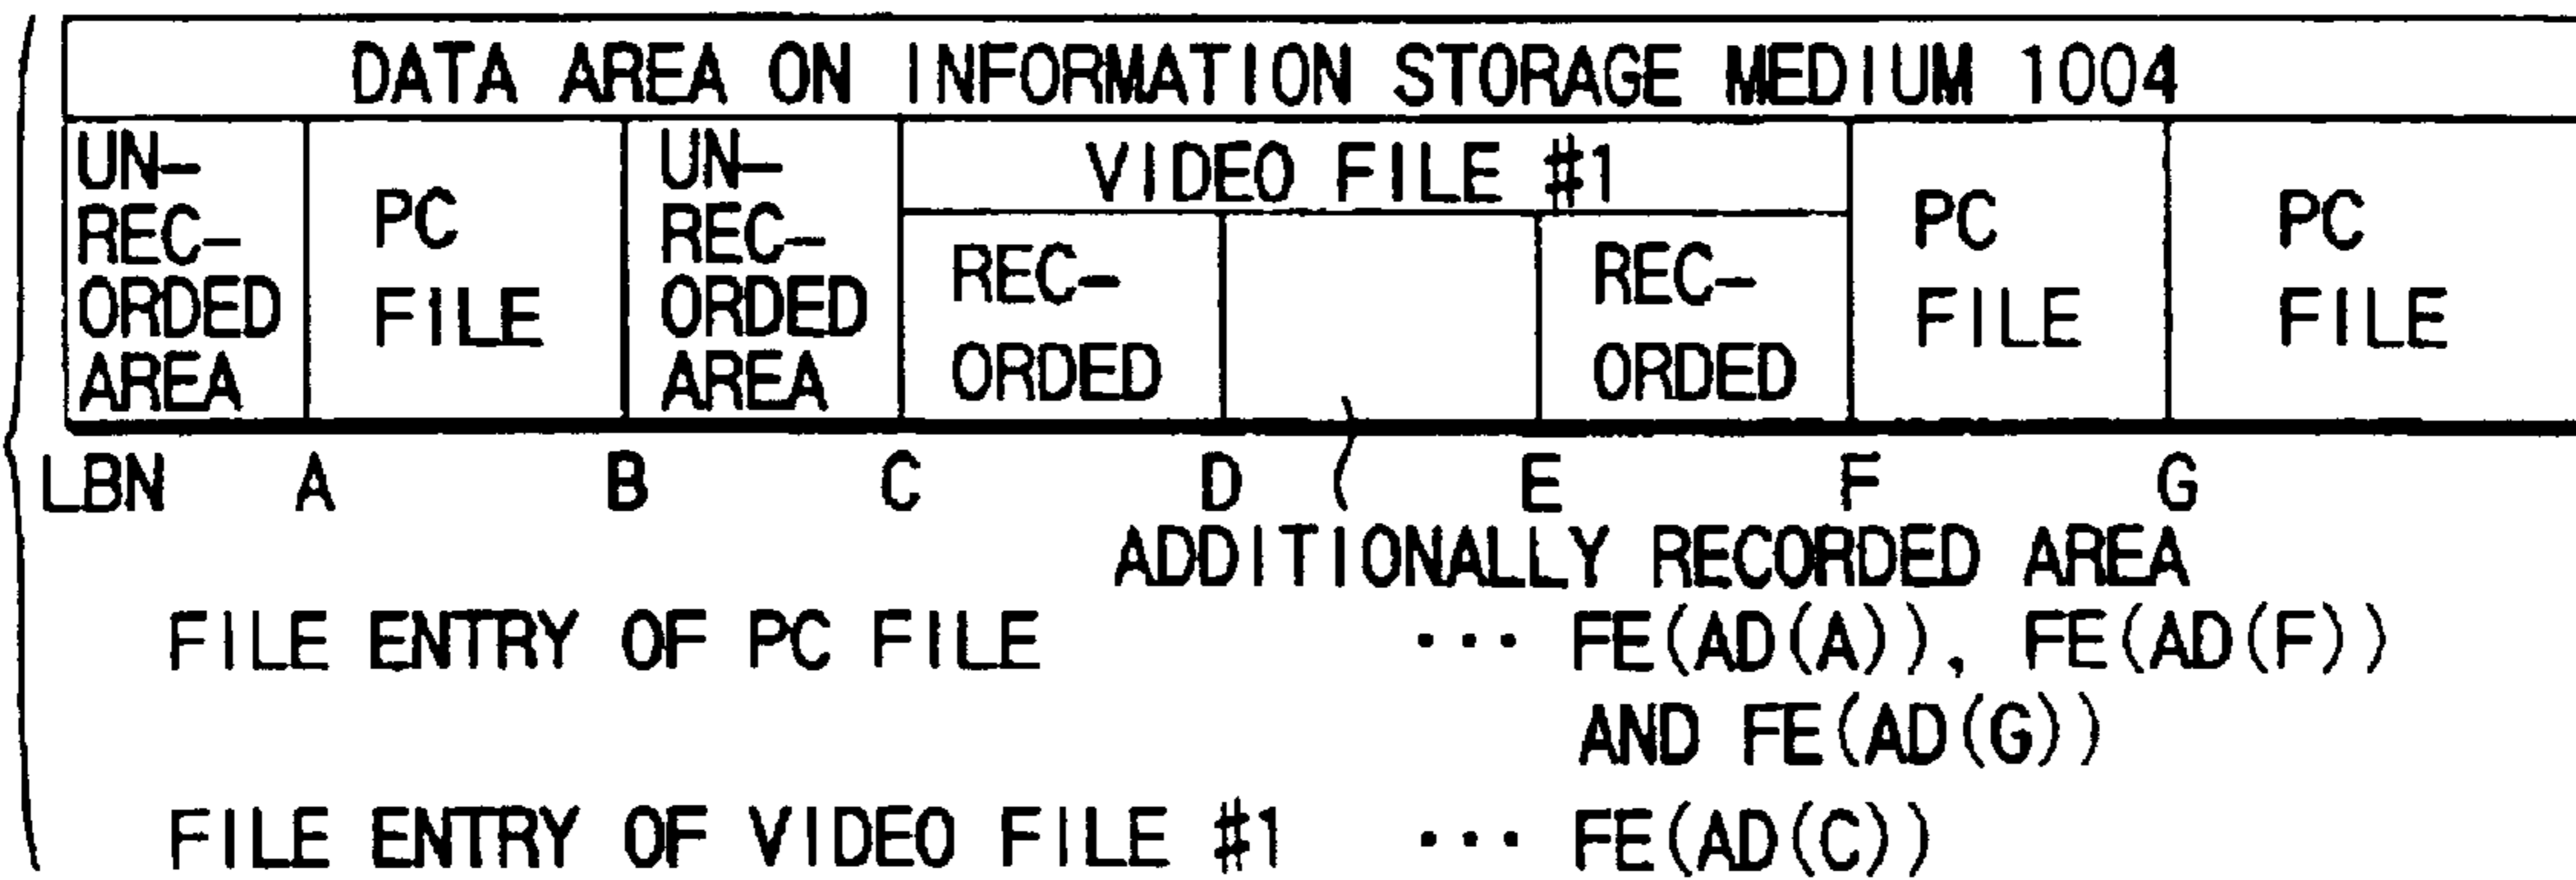 DATA AREA ON INFORMATION STORAGE MEDIUM 1004
UN-
REC-
ORDED
AREA
PC
FILE
UN-
REC-
ORDED
AREA
VIDEO FILE #1
REC-
ORDED
REC-
ORDED
PC
FILE
PC
FILE
LBN A B C D E F G
ADDITIONALLY RECORDED AREA
FILE ENTRY OF PC FILE ··· FE(AD(A)), FE(AD(F))
AND FE(AD(G))
FILE ENTRY OF VIDEO FILE #1 ··· FE(AD(C))